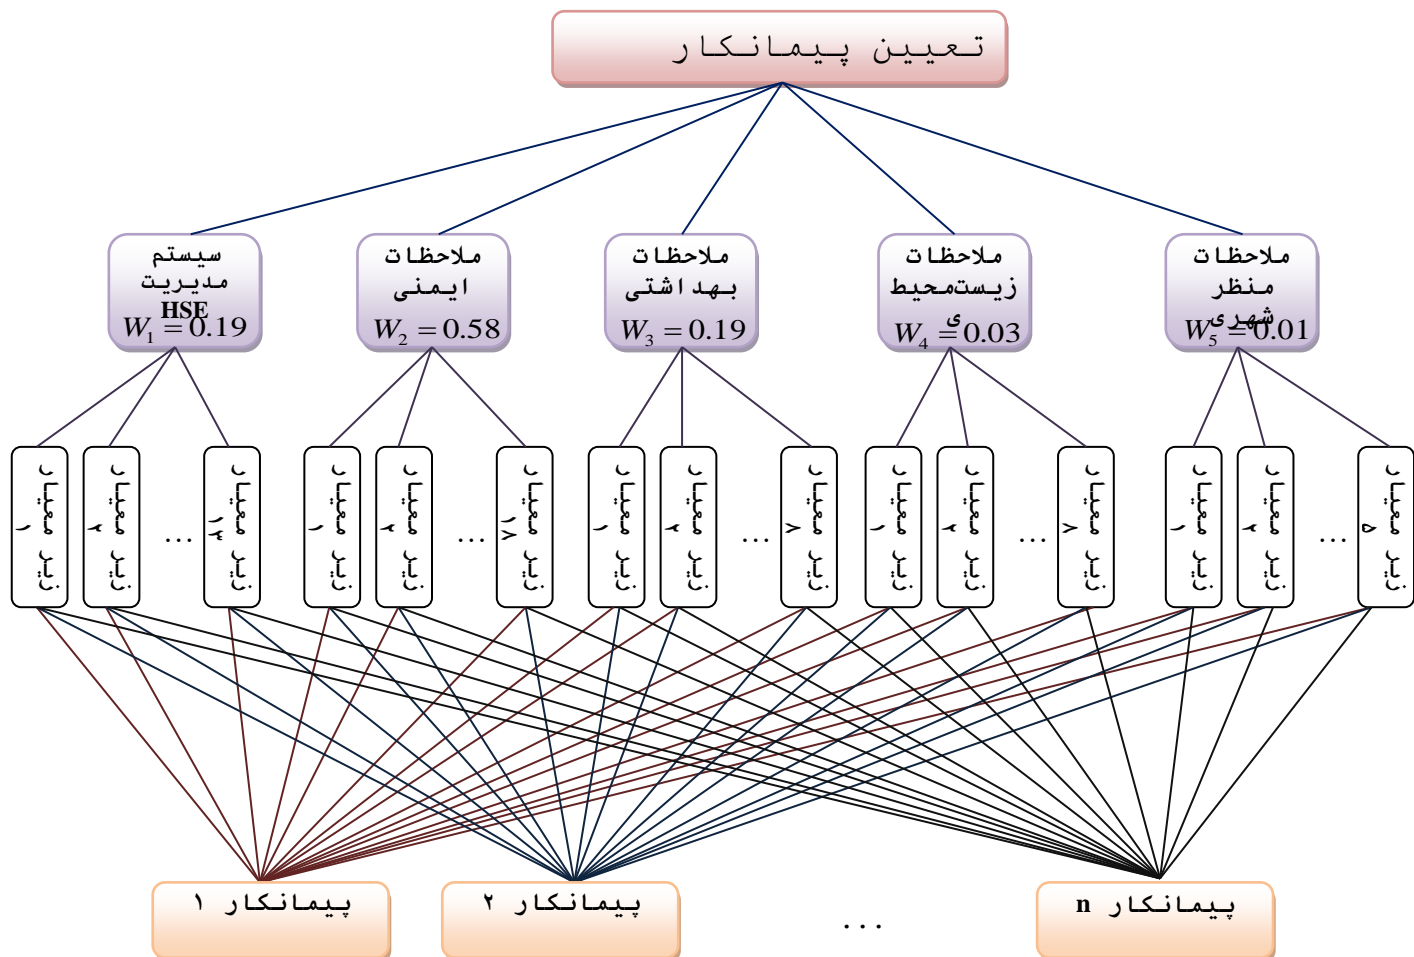 تعیین پیمانکار
سیستم
مدیریت
HSE
W₁ = 0.19
ملاحظات
ایمنی
W₂ = 0.58
ملاحظات
بهداشتی
W₃ = 0.19
ملاحظات
زیست‌محیط
ی
W₄ = 0.03
ملاحظات
منظر
شهری
W₅ = 0.01
زیر معیار
۱
زیر معیار
۲
...
زیر معیار
۱۳
زیر معیار
۱
زیر معیار
۲
...
زیر معیار
۱۸
زیر معیار
۱
زیر معیار
۲
...
زیر معیار
۸
زیر معیار
۱
زیر معیار
۲
...
زیر معیار
۸
زیر معیار
۱
زیر معیار
۲
...
زیر معیار
۵
پیمانکار ۱
پیمانکار ۲
...
پیمانکار n